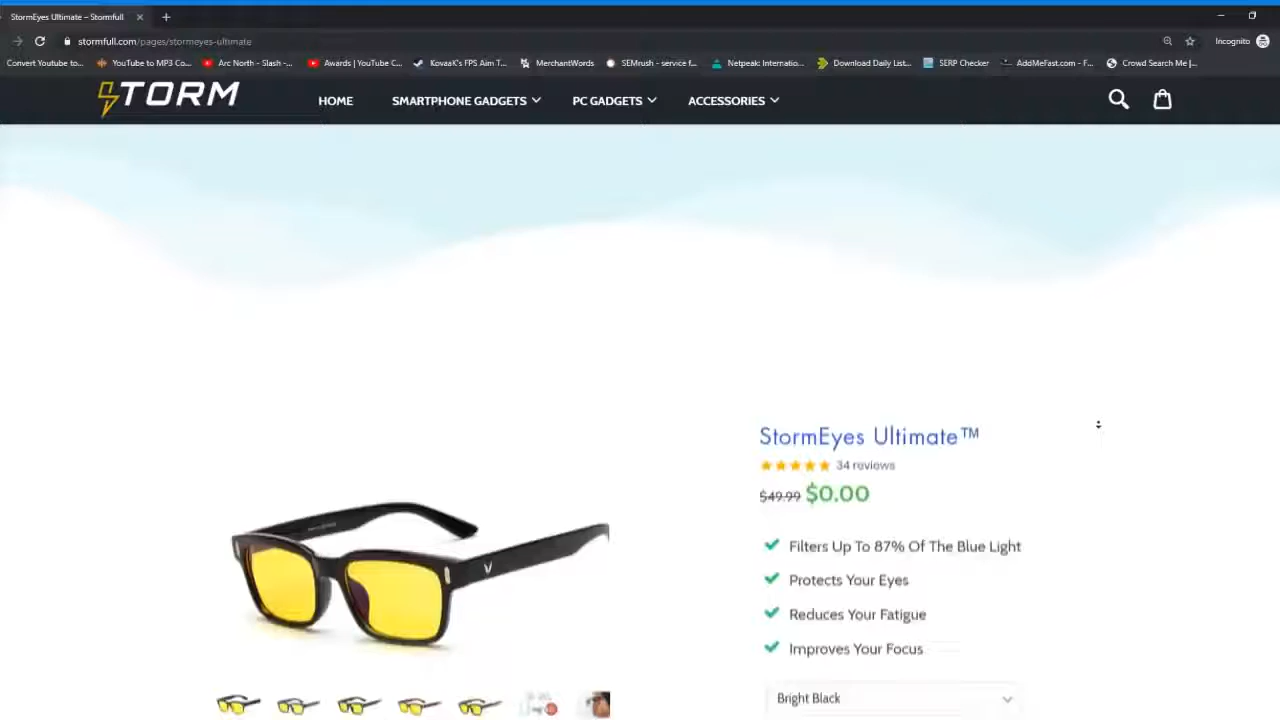 StormEyes Ultimate – Stormfull
stormfull.com/pages/stormeyes-ultimate
Incognito
Convert Youtube to... YouTube to MP3 Co... Arc North - Slash -... Awards | YouTube C... KovaaK's FPS Aim T... MerchantWords SEMrush - service f... Netpeak: Internatio... Download Daily List... SERP Checker AddMeFast.com - F... Crowd Search Me |...
STORM HOME SMARTPHONE GADGETS PC GADGETS ACCESSORIES
StormEyes Ultimate™
34 reviews
$49.99 $0.00
Filters Up To 87% Of The Blue Light
Protects Your Eyes
Reduces Your Fatigue
Improves Your Focus
Bright Black